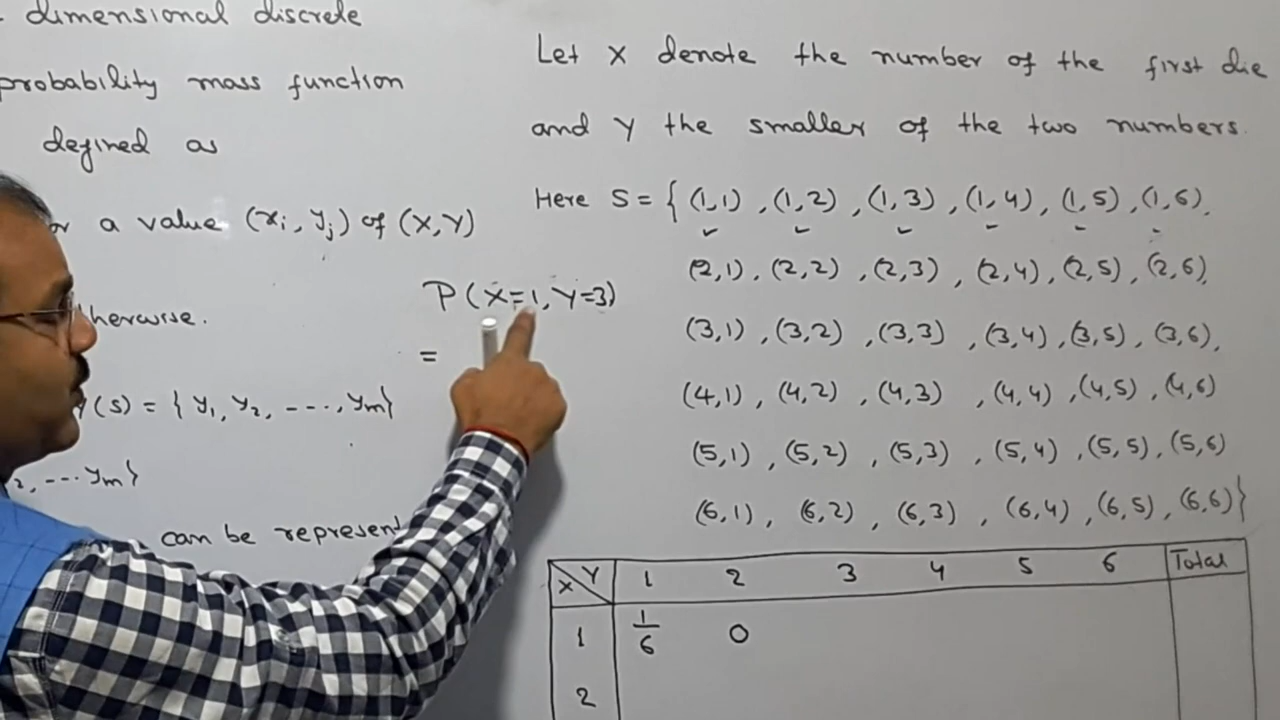 dimensional discrete
probability mass function
defined as
a value (xi, yj) of (X,Y)
S) = { y1, y2, ----, ym}
--- ym}
can be represent
P(X=1, Y=3)
=
Let X denote the number of the first die
and Y the smaller of the two numbers.
Here S = { (1,1) , (1,2) , (1,3) , (1,4) , (1,5) , (1,6),
(2,1) , (2,2) , (2,3) , (2,4) , (2,5) , (2,6),
(3,1) , (3,2) , (3,3) , (3,4) , (3,5) , (3,6),
(4,1) , (4,2) , (4,3) , (4,4) , (4,5) , (4,6)
(5,1) , (5,2) , (5,3) , (5,4) , (5,5) , (5,6)
(6,1) , (6,2) , (6,3) , (6,4) , (6,5) , (6,6)}
X Y 1 2 3 4 5 6 Total
1 1/6 0
2